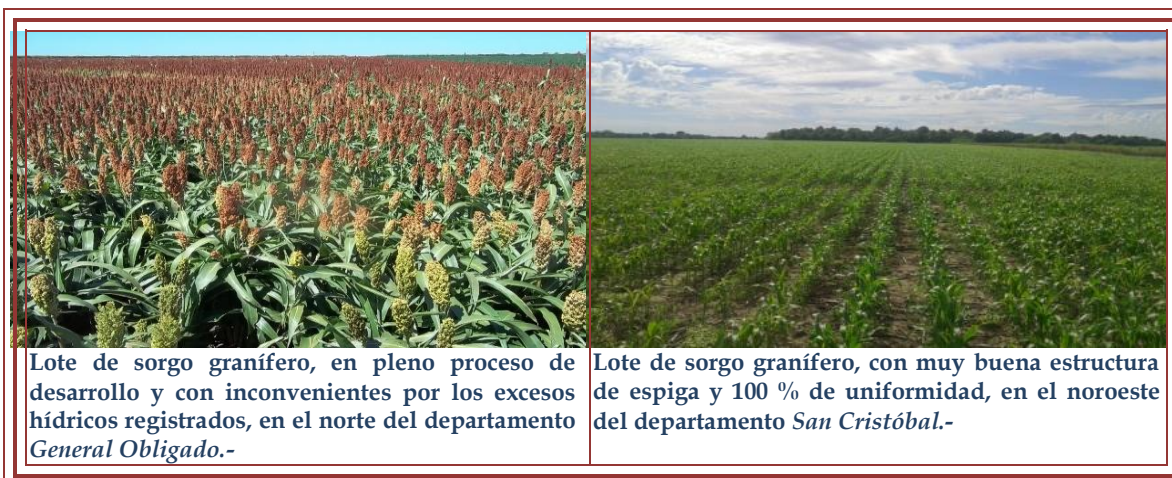 Lote de sorgo granífero, en pleno proceso de
desarrollo y con inconvenientes por los excesos
hídricos registrados, en el norte del departamento
General Obligado.-
Lote de sorgo granífero, con muy buena estructura
de espiga y 100 % de uniformidad, en el noroeste
del departamento San Cristóbal.-